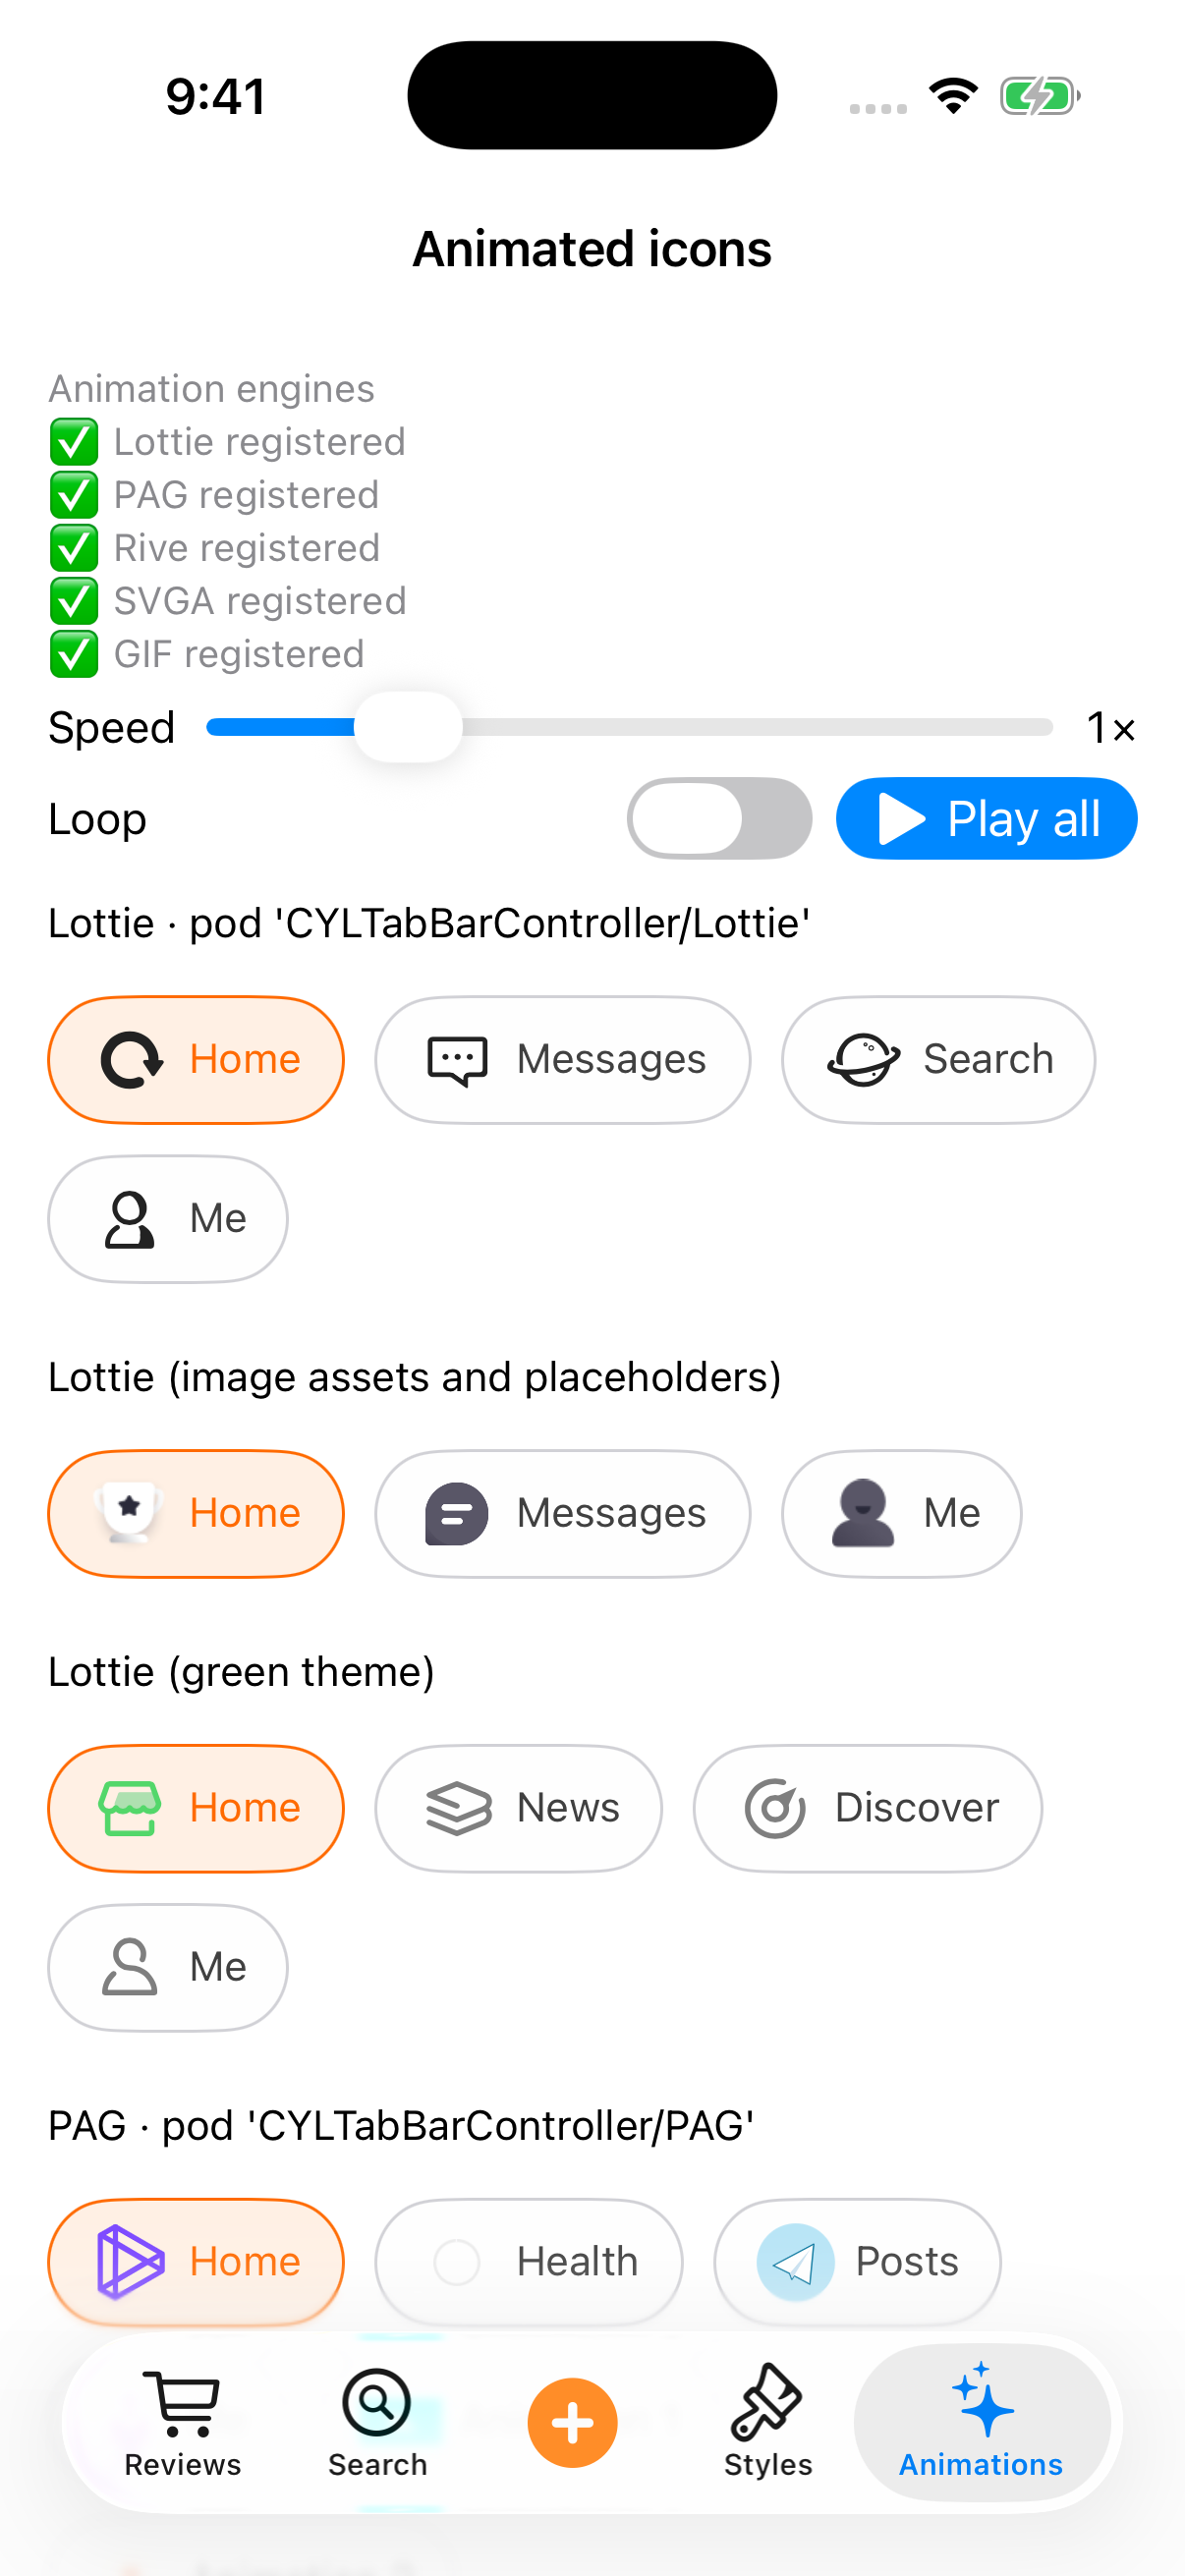 9:41
Animated icons
Animation engines
✅ Lottie registered
✅ PAG registered
✅ Rive registered
✅ SVGA registered
✅ GIF registered
Speed 1×
Loop Play all
Lottie · pod 'CYLTabBarController/Lottie'
Home Messages Search
Me
Lottie (image assets and placeholders)
Home Messages Me
Lottie (green theme)
Home News Discover
Me
PAG · pod 'CYLTabBarController/PAG'
Home Health Posts
Reviews Search Styles Animations